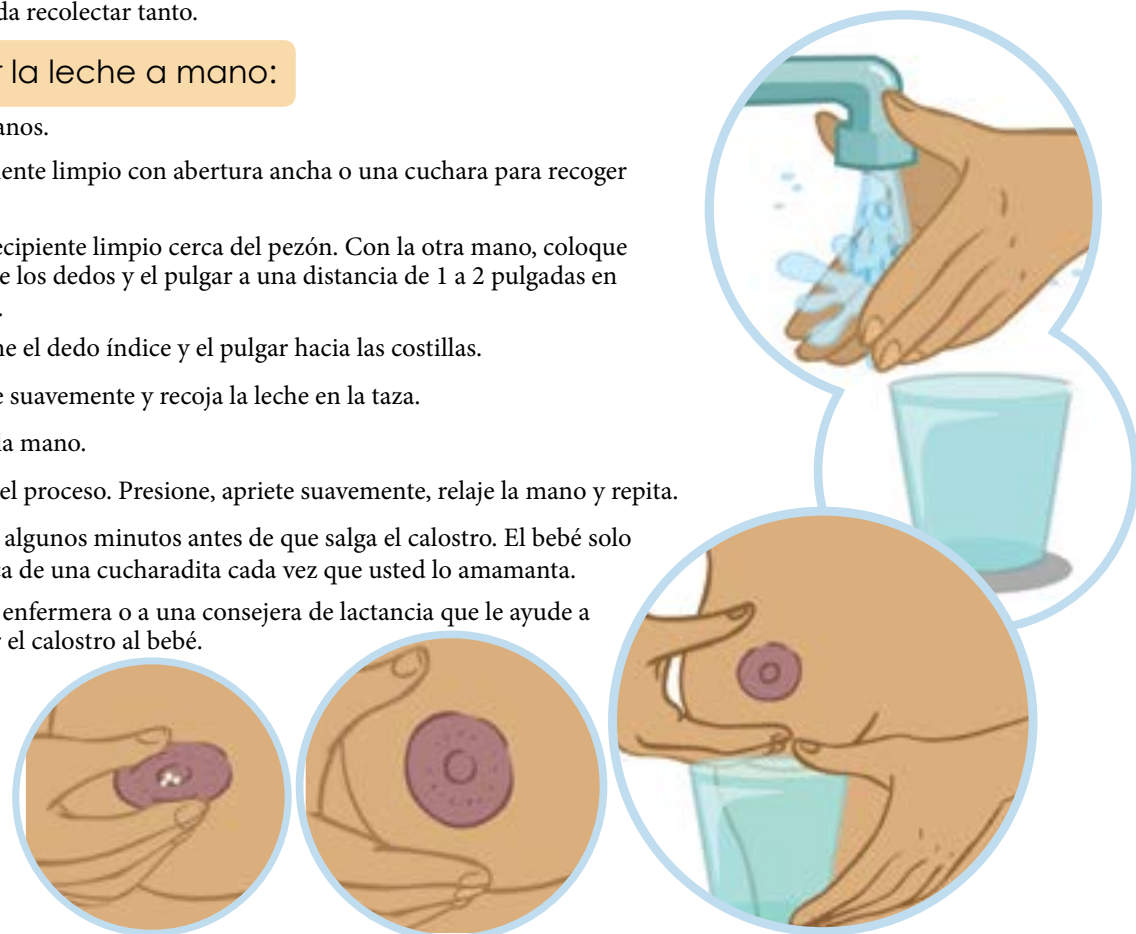 da recolectar tanto.
r la leche a mano:
anos.
iente limpio con abertura ancha o una cuchara para recoger
ecipiente limpio cerca del pezón. Con la otra mano, coloque
e los dedos y el pulgar a una distancia de 1 a 2 pulgadas en
.
ne el dedo índice y el pulgar hacia las costillas.
e suavemente y recoja la leche en la taza.
la mano.
el proceso. Presione, apriete suavemente, relaje la mano y repita.
algunos minutos antes de que salga el calostro. El bebé solo
ta de una cucharadita cada vez que usted lo amamanta.
enfermera o a una consejera de lactancia que le ayude a
r el calostro al bebé.